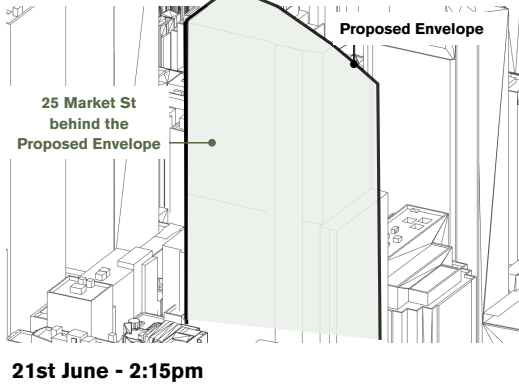 Proposed Envelope
25 Market St
behind the
Proposed Envelope
21st June - 2:15pm